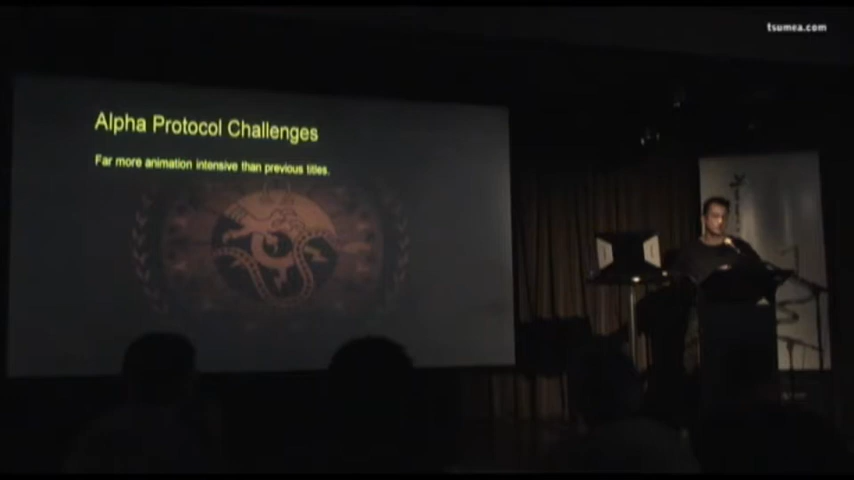 tsumea.com
Alpha Protocol Challenges
Far more animation intensive than previous titles.